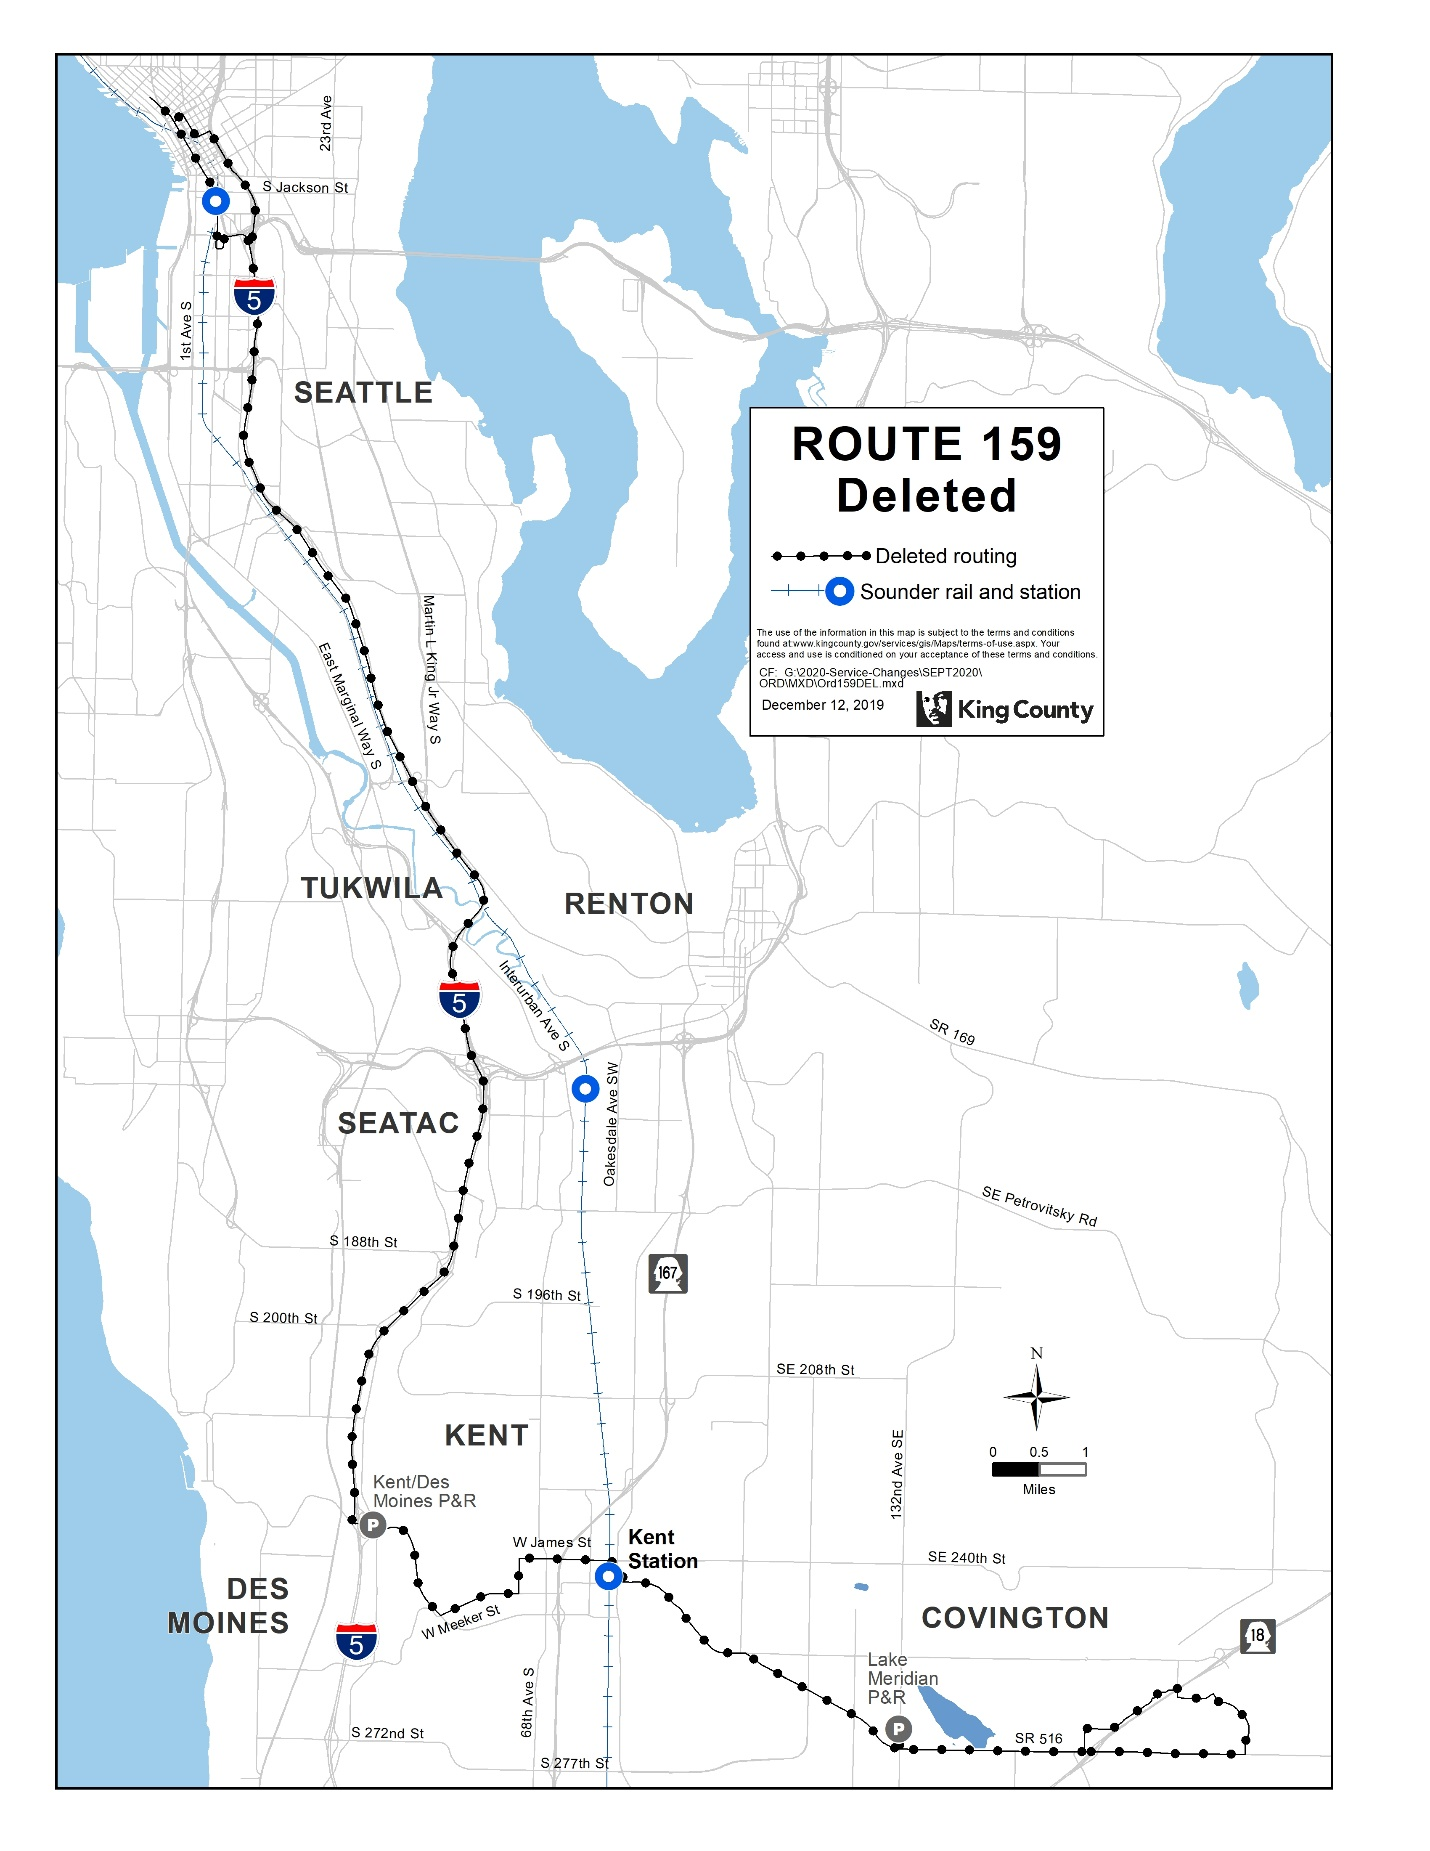 23rd Ave
S Jackson St
5
1st Ave S
SEATTLE
ROUTE 159
Deleted
Deleted routing
Sounder rail and station
The use of the information in this map is subject to the terms and conditions
found at:www.kingcounty.gov/services/gis/Maps/terms-of-use.aspx. Your
access and use is conditioned on your acceptance of these terms and conditions.
CF: G:\2020-Service-Changes\SEPT2020\
ORD\MXD\Ord159DEL.mxd
December 12, 2019
King County
Martin L King Jr Way S
East Marginal Way S
TUKWILA
RENTON
Interurban Ave S
5
SR 169
Oakesdale Ave SW
SEATAC
SE Petrovitsky Rd
S 188th St
167
S 196th St
S 200th St
N
SE 208th St
KENT
132nd Ave SE
0 0.5 1
Miles
Kent/Des
Moines P&R
P
W James St
Kent
Station
SE 240th St
DES
MOINES
W Meeker St
COVINGTON
5
18
Lake
Meridian
P&R
P
68th Ave S
S 272nd St
SR 516
S 277th St